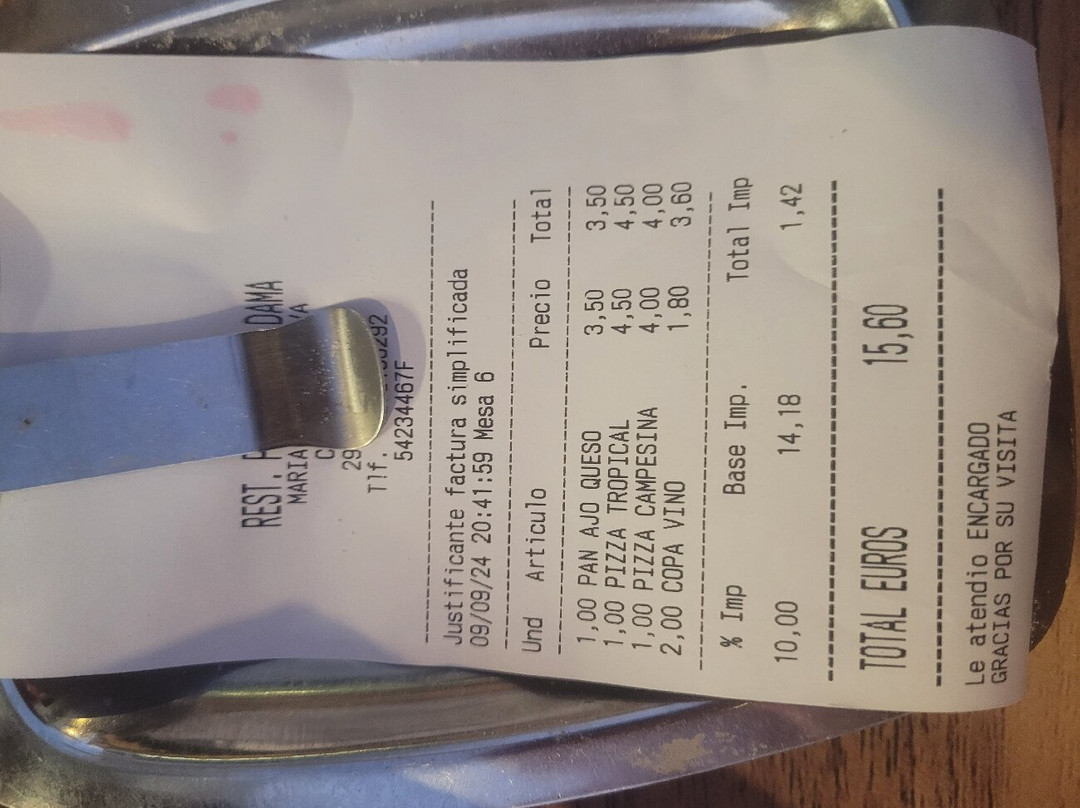 REST. DAMA
MARIA
29
Tlf.
54234467F
Justificante factura simplificada
09/09/24 20:41:59 Mesa 6
Und Articulo Precio Total
1,00 PAN AJO QUESO 3,50 3,50
1,00 PIZZA TROPICAL 4,50 4,50
1,00 PIZZA CAMPESINA 4,00 4,00
2,00 COPA VINO 1,80 3,60
% Imp Base Imp. Total Imp
10,00 14,18 1,42
TOTAL EUROS 15,60
Le atendio ENCARGADO
GRACIAS POR SU VISITA